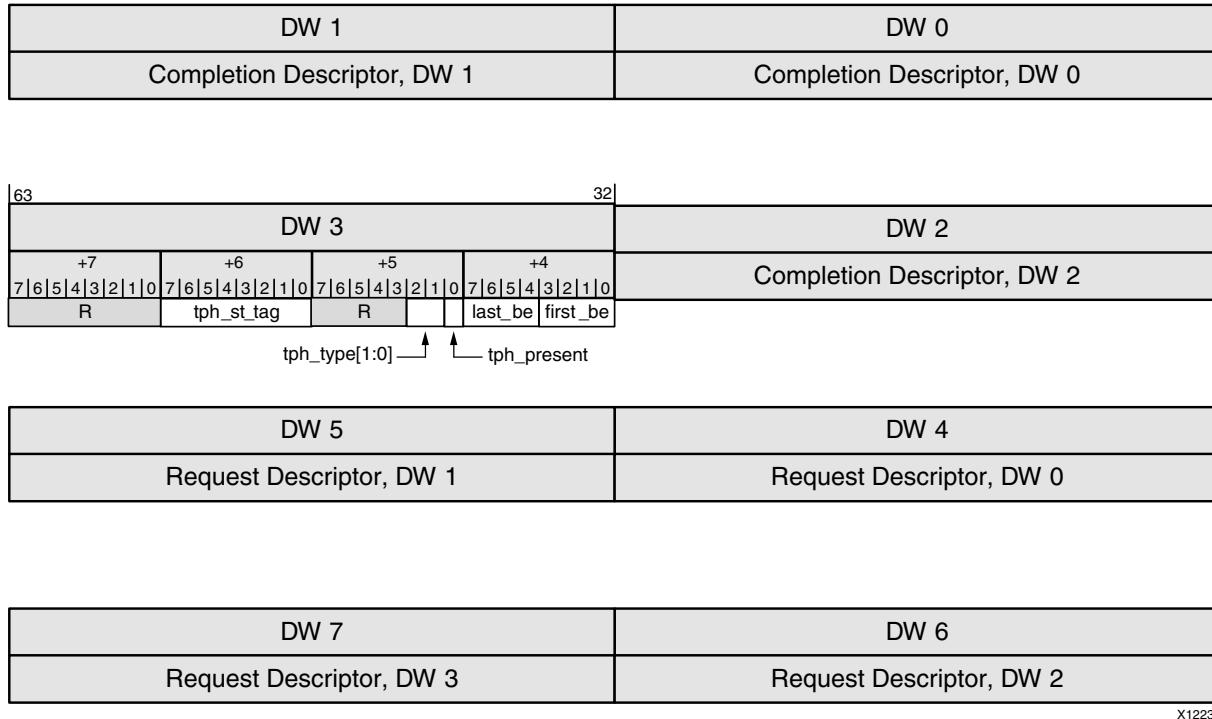 DW 1 DW 0
Completion Descriptor, DW 1 Completion Descriptor, DW 0
63 32
DW 3 DW 2
+7 +6 +5 +4
Completion Descriptor, DW 2
7 6 5 4 3 2 1 0 7 6 5 4 3 2 1 0 7 6 5 4 3 2 1 0 7 6 5 4 3 2 1 0
R tph_st_tag R last_be first_be
tph_type[1:0] tph_present
DW 5 DW 4
Request Descriptor, DW 1 Request Descriptor, DW 0
DW 7 DW 6
Request Descriptor, DW 3 Request Descriptor, DW 2
X1223